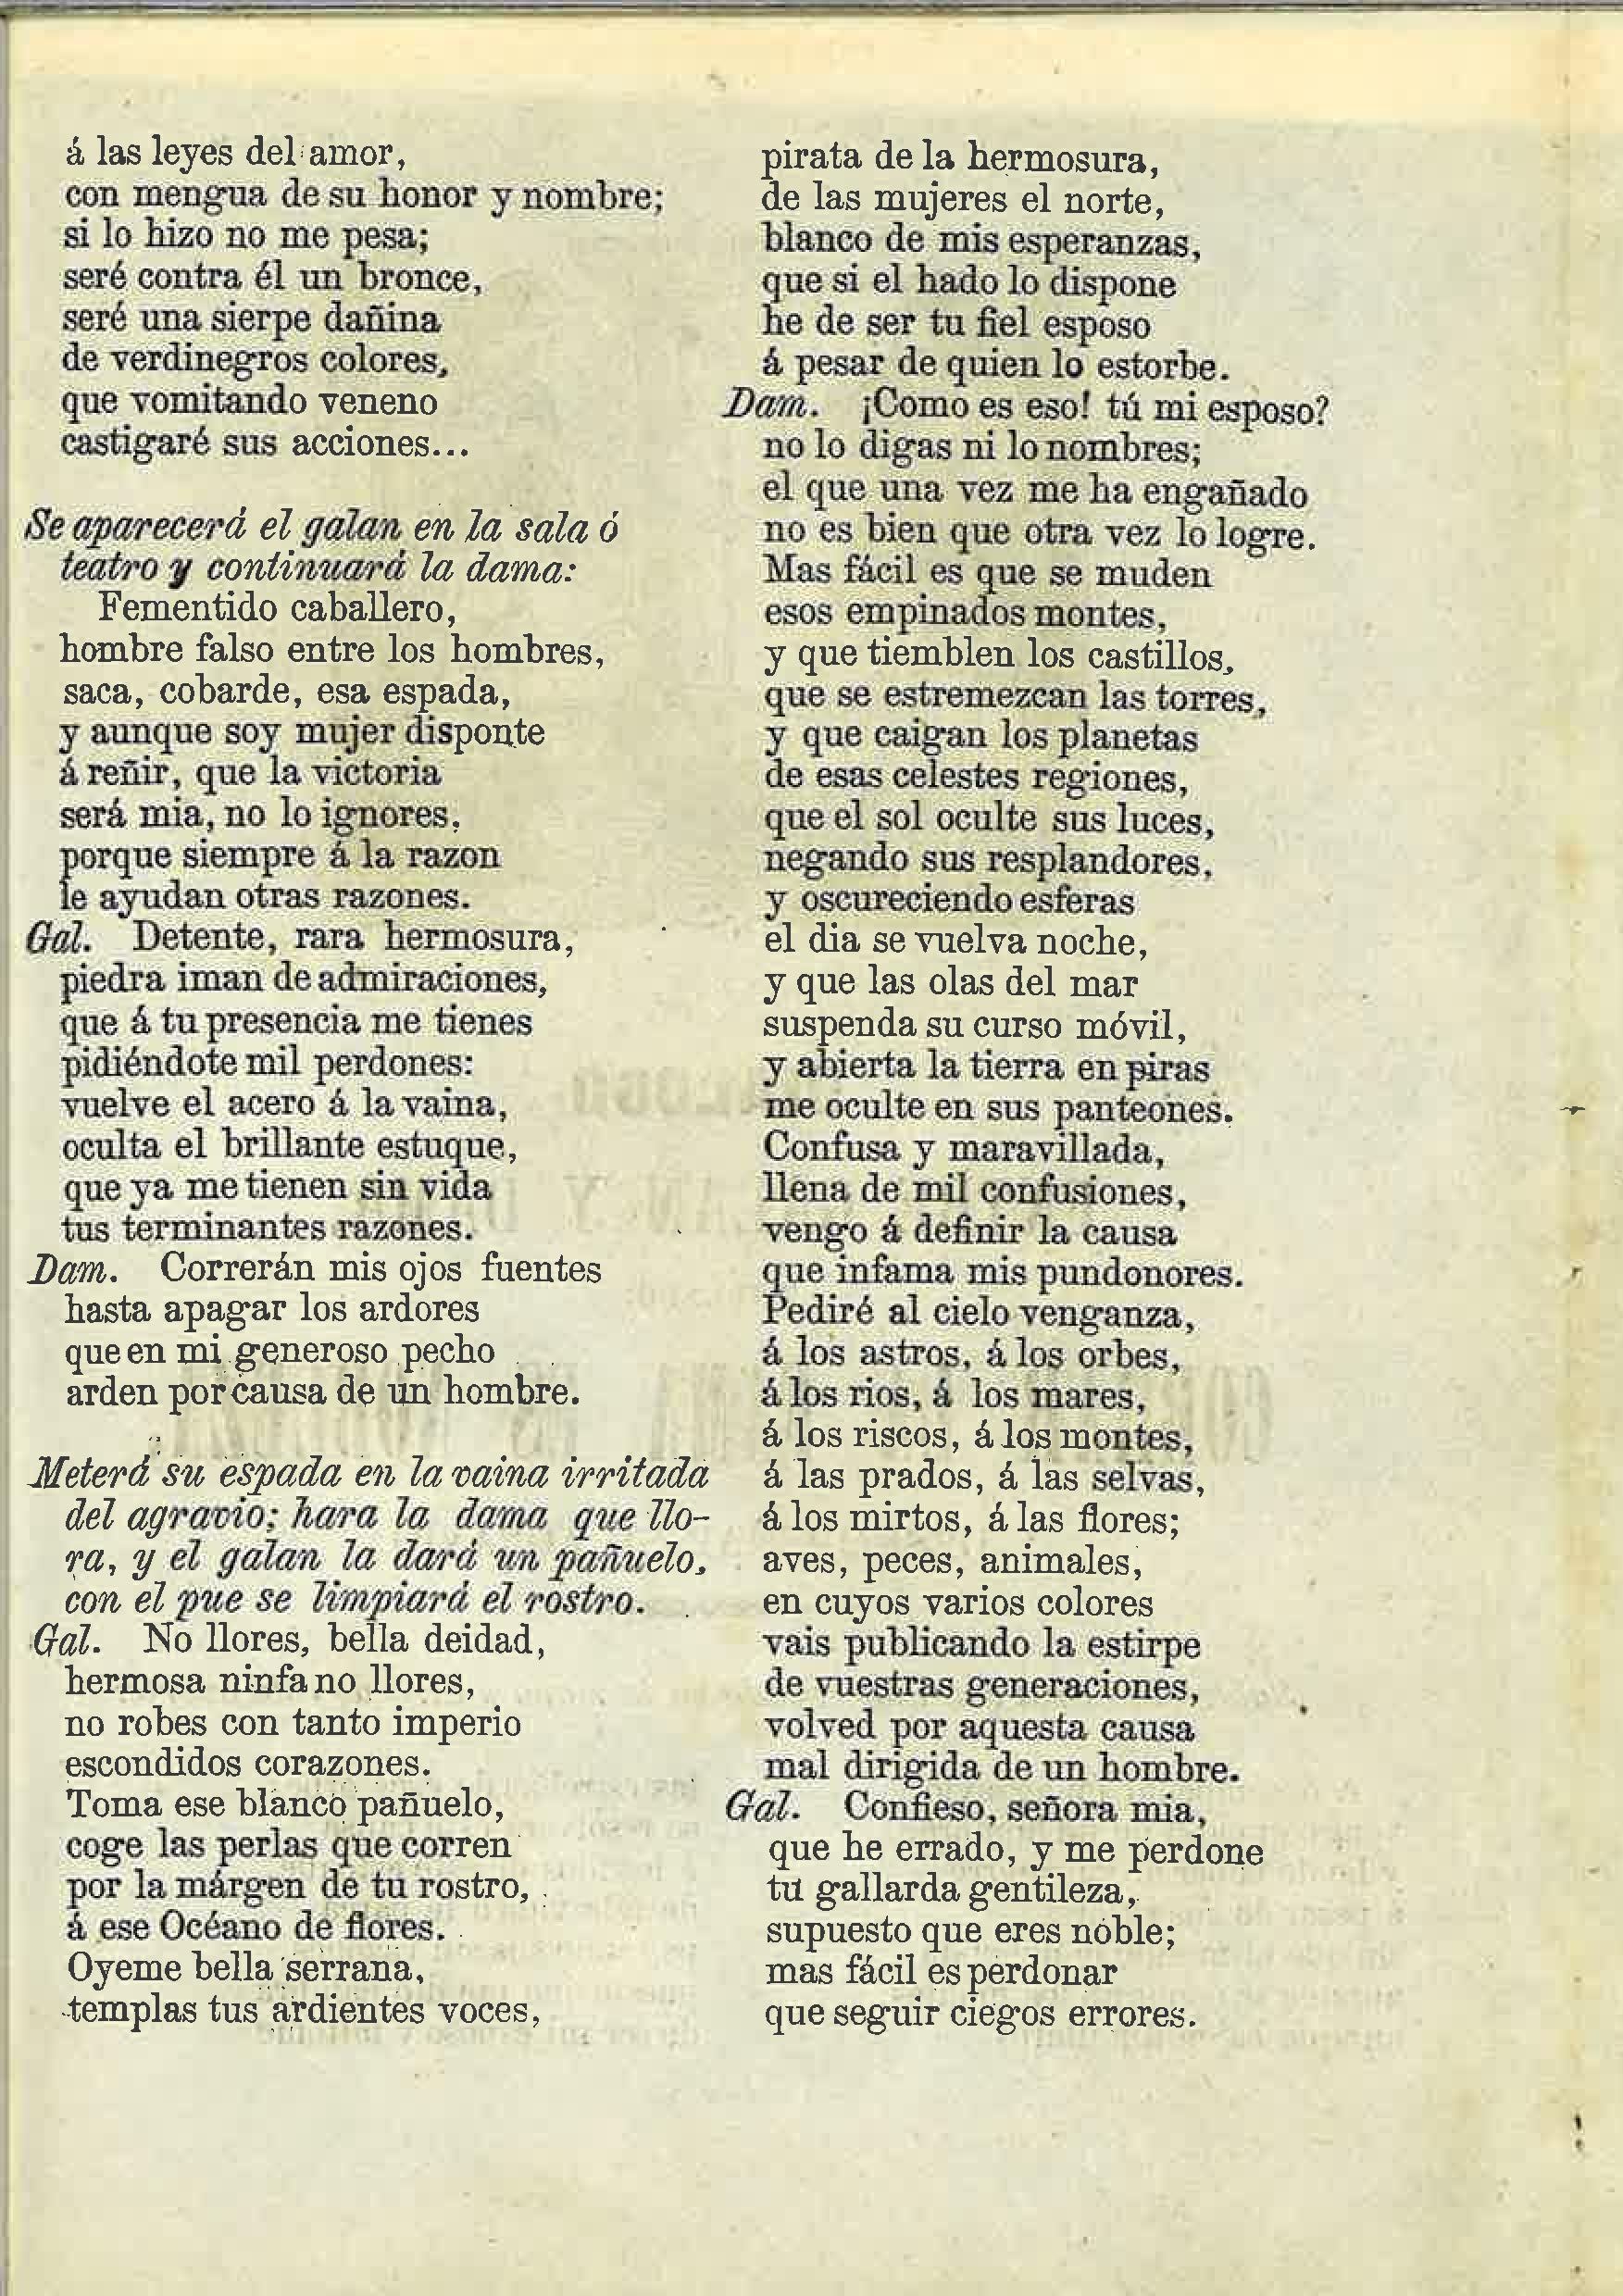 á las leyes del amor,
con mengua de su honor y nombre;
si lo hizo no me pesa;
seré contra él un bronce,
seré una sierpe dañina
de verdinegros colores,
que vomitando veneno
castigaré sus acciones...
Se aparecerá el galan en la sala ó
teatro y continuará la dama:
Fementido caballero,
hombre falso entre los hombres,
saca, cobarde, esa espada,
y aunque soy mujer disponte
á reñir, que la victoria
será mia, no lo ignores,
porque siempre á la razon
le ayudan otras razones.
Gal. Detente, rara hermosura,
piedra iman de admiraciones,
que á tu presencia me tienes
pidiéndote mil perdones:
vuelve el acero á la vaina,
oculta el brillante estuque,
que ya me tienen sin vida
tus terminantes razones.
Dam. Correrán mis ojos fuentes
hasta apagar los ardores
que en mi generoso pecho
arden por causa de un hombre.
Meterá su espada en la vaina irritada
del agravio; hara la dama que llo-
ra, y el galan la dará un pañuelo,
con el pue se limpiará el rostro.
Gal. No llores, bella deidad,
hermosa ninfa no llores,
no robes con tanto imperio
escondidos corazones.
Toma ese blanco pañuelo,
coge las perlas que corren
por la márgen de tu rostro,
á ese Océano de flores.
Oyeme bella serrana,
templas tus ardientes voces,
pirata de la hermosura,
de las mujeres el norte,
blanco de mis esperanzas,
que si el hado lo dispone
he de ser tu fiel esposo
á pesar de quien lo estorbe.
Dam. ¡Como es eso! tú mi esposo?
no lo digas ni lo nombres;
el que una vez me ha engañado
no es bien que otra vez lo logre.
Mas fácil es que se muden
esos empinados montes,
y que tiemblen los castillos,
que se estremezcan las torres,
y que caigan los planetas
de esas celestes regiones,
que el sol oculte sus luces,
negando sus resplandores,
y oscureciendo esferas
el dia se vuelva noche,
y que las olas del mar
suspenda su curso móvil,
y abierta la tierra en piras
me oculte en sus panteones.
Confusa y maravillada,
llena de mil confusiones,
vengo á definir la causa
que infama mis pundonores.
Pediré al cielo venganza,
á los astros, á los orbes,
á los rios, á los mares,
á los riscos, á los montes,
á las prados, á las selvas,
á los mirtos, á las flores;
aves, peces, animales,
en cuyos varios colores
vais publicando la estirpe
de vuestras generaciones,
volved por aquesta causa
mal dirigida de un hombre.
Gal. Confieso, señora mia,
que he errado, y me perdone
tu gallarda gentileza,
supuesto que eres noble;
mas fácil es perdonar
que seguir ciegos errores.